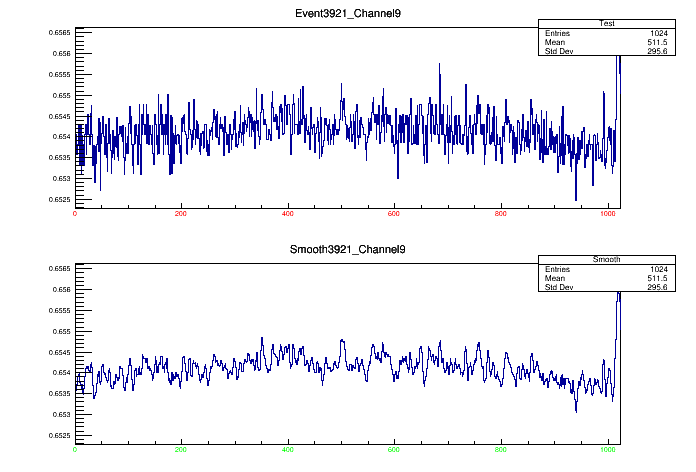 Event3921_Channel9
Test
Entries 1024
Mean 511.5
Std Dev 295.6
0.6565
0.656
0.6555
0.655
0.6545
0.654
0.6535
0.653
0.6525
0 200 400 600 800 1000
Smooth3921_Channel9
Smooth
Entries 1024
Mean 511.5
Std Dev 295.6
0.6565
0.656
0.6555
0.655
0.6545
0.654
0.6535
0.653
0.6525
0 200 400 600 800 1000